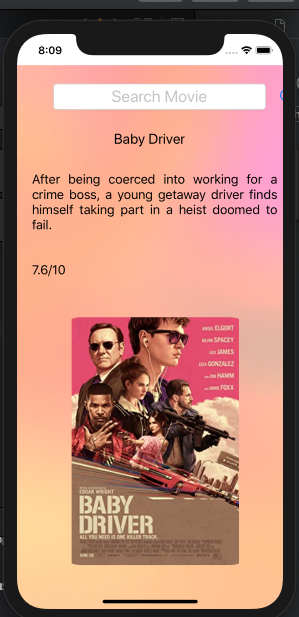 8:09
Search Movie
Baby Driver
After being coerced into working for a
crime boss, a young getaway driver finds
himself taking part in a heist doomed to
fail.
7.6/10
ANSEL ELGORT
KEVIN SPACEY
LILY JAMES
EIZA GONZALEZ
JON HAMM
JAMIE FOXX
EDGAR WRIGHT
BABY
DRIVER
ALL YOU NEED IS ONE KILLER TRACK.
JUNE 28